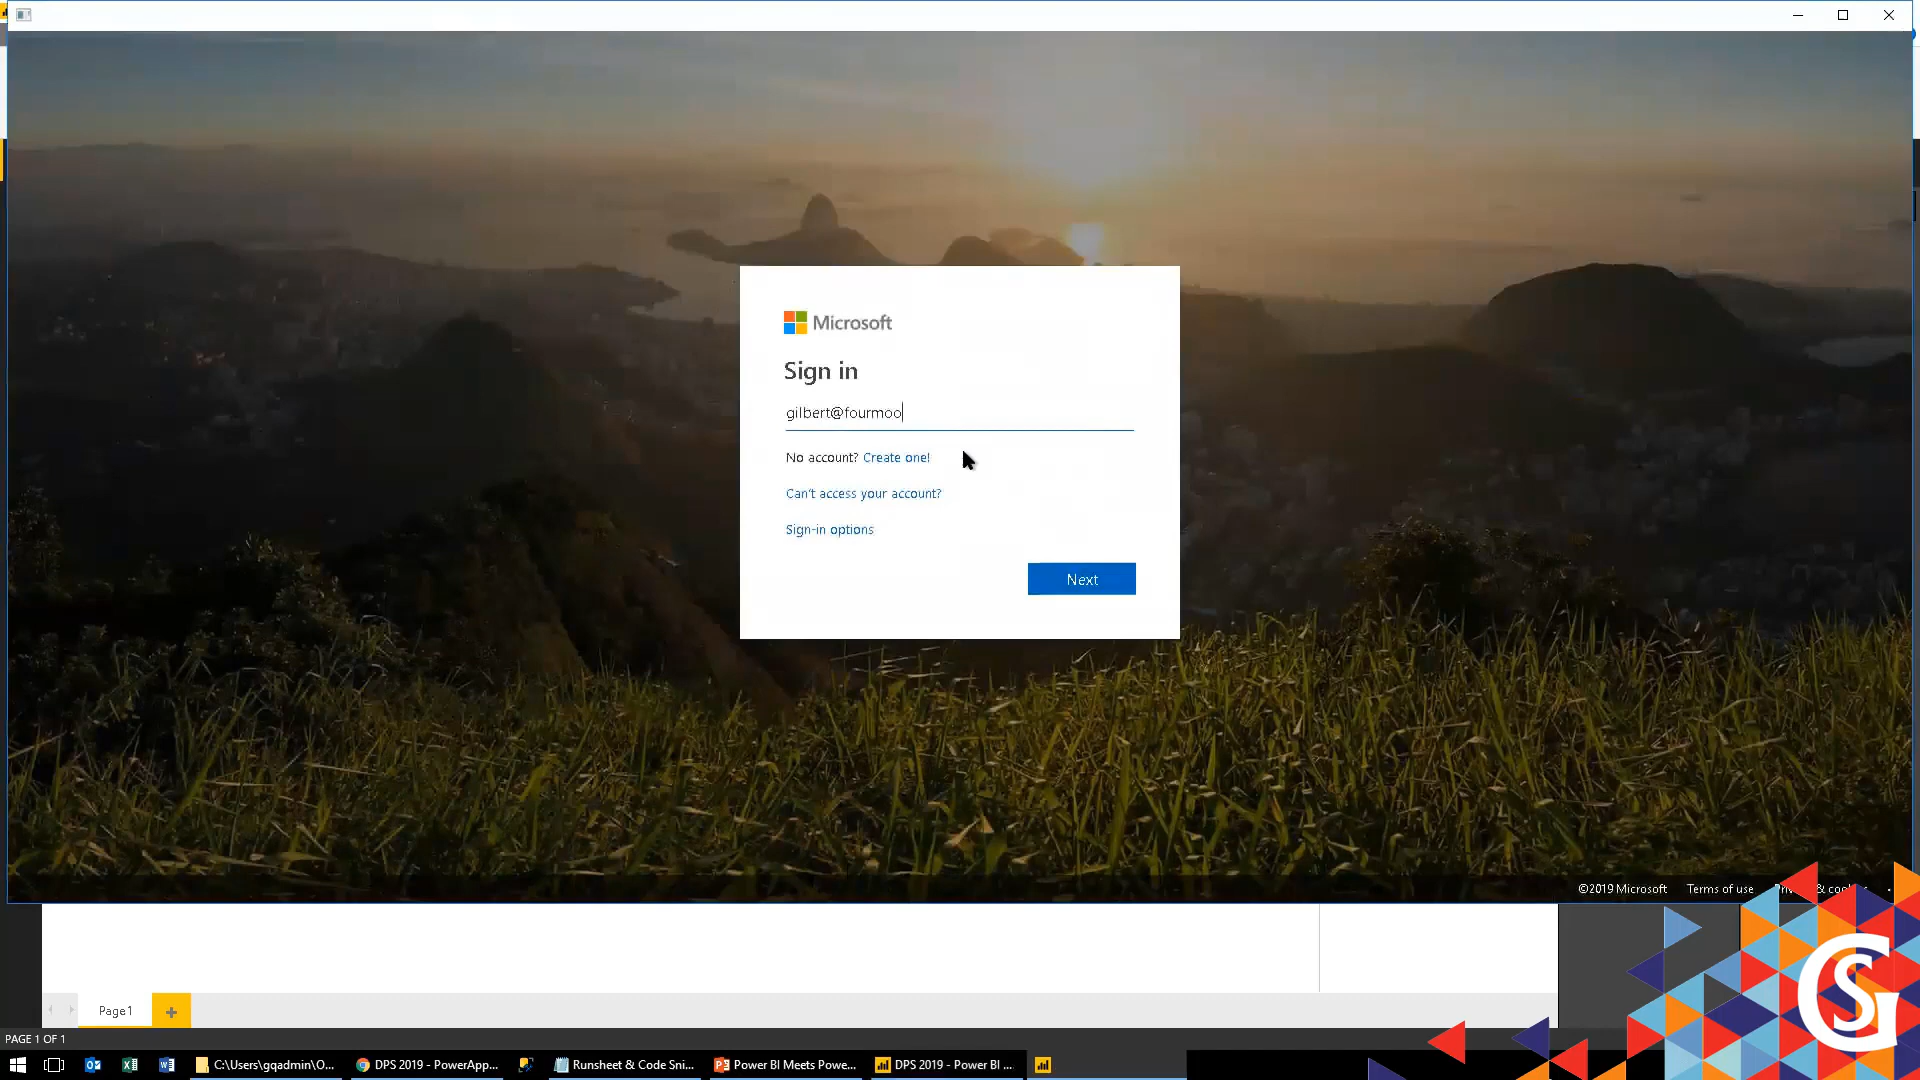 Microsoft
Sign in
gilbert@fourmoo
No account? Create one!
Can't access your account?
Sign-in options
Next
©2019 Microsoft Terms of use
Page1
PAGE 1 OF 1
C:\Users\gqadmin\O...
DPS 2019 - PowerApp...
Runsheet & Code Sni...
Power BI Meets Powe...
DPS 2019 - Power BI ...